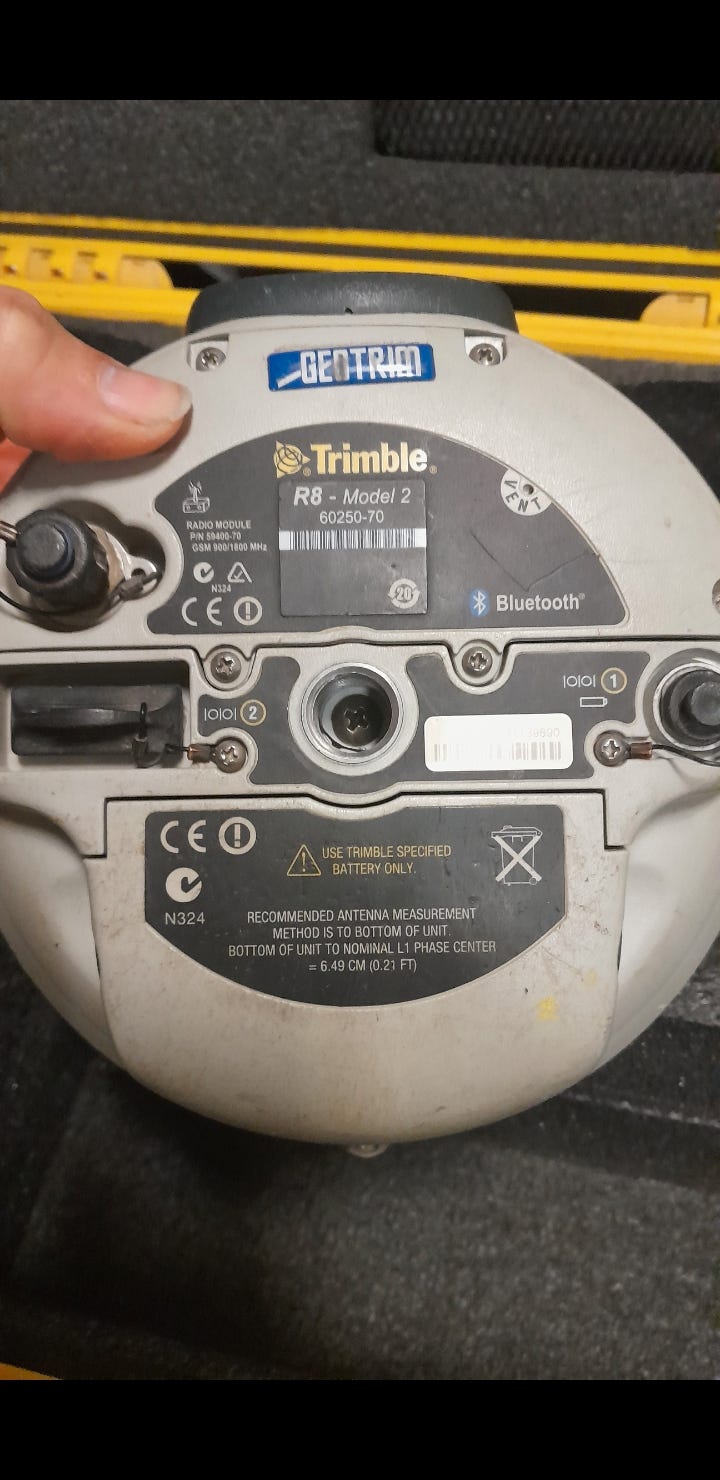 GEOTRIM
Trimble®
R8 - Model 2
60250-70
VENT
RADIO MODULE
P/N 59400-70
GSM 900/1800 MHz
N324
CE
20
Bluetooth®
|O|O| 2
|O|O| 1
CE
N324
USE TRIMBLE SPECIFIED
BATTERY ONLY.
RECOMMENDED ANTENNA MEASUREMENT
METHOD IS TO BOTTOM OF UNIT.
BOTTOM OF UNIT TO NOMINAL L1 PHASE CENTER
= 6.49 CM (0.21 FT)